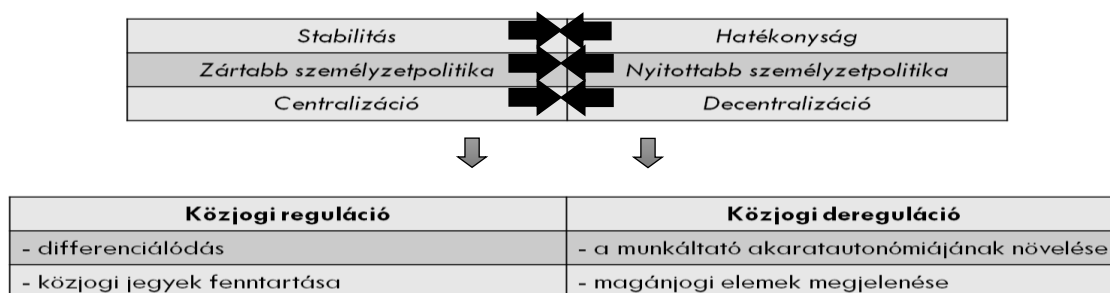 Stabilitás Hatékonyság
Zártabb személyzetpolitika Nyitottabb személyzetpolitika
Centralizáció Decentralizáció
Közjogi reguláció Közjogi dereguláció
- differenciálódás - a munkáltató akaratautonómiájának növelése
- közjogi jegyek fenntartása - magánjogi elemek megjelenése